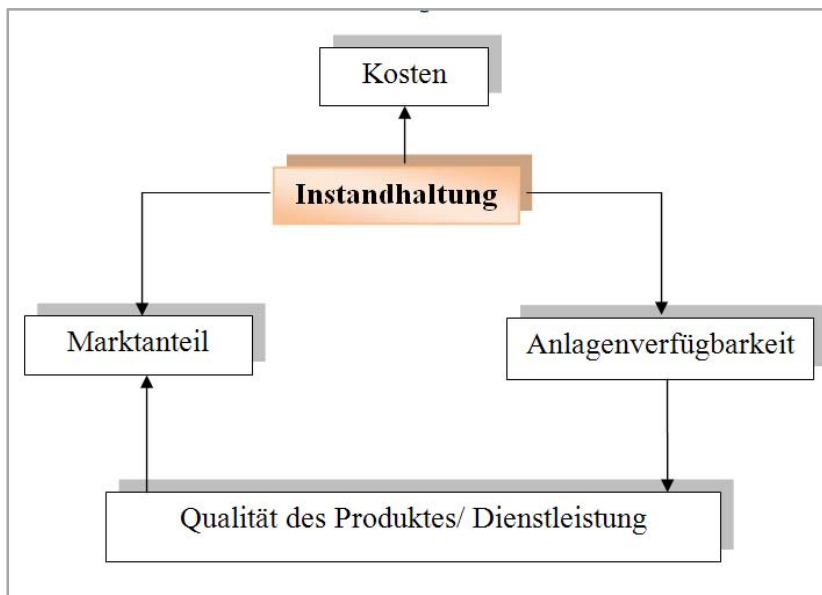 Kosten
Instandhaltung
Marktanteil
Anlagenverfügbarkeit
Qualität des Produktes/ Dienstleistung